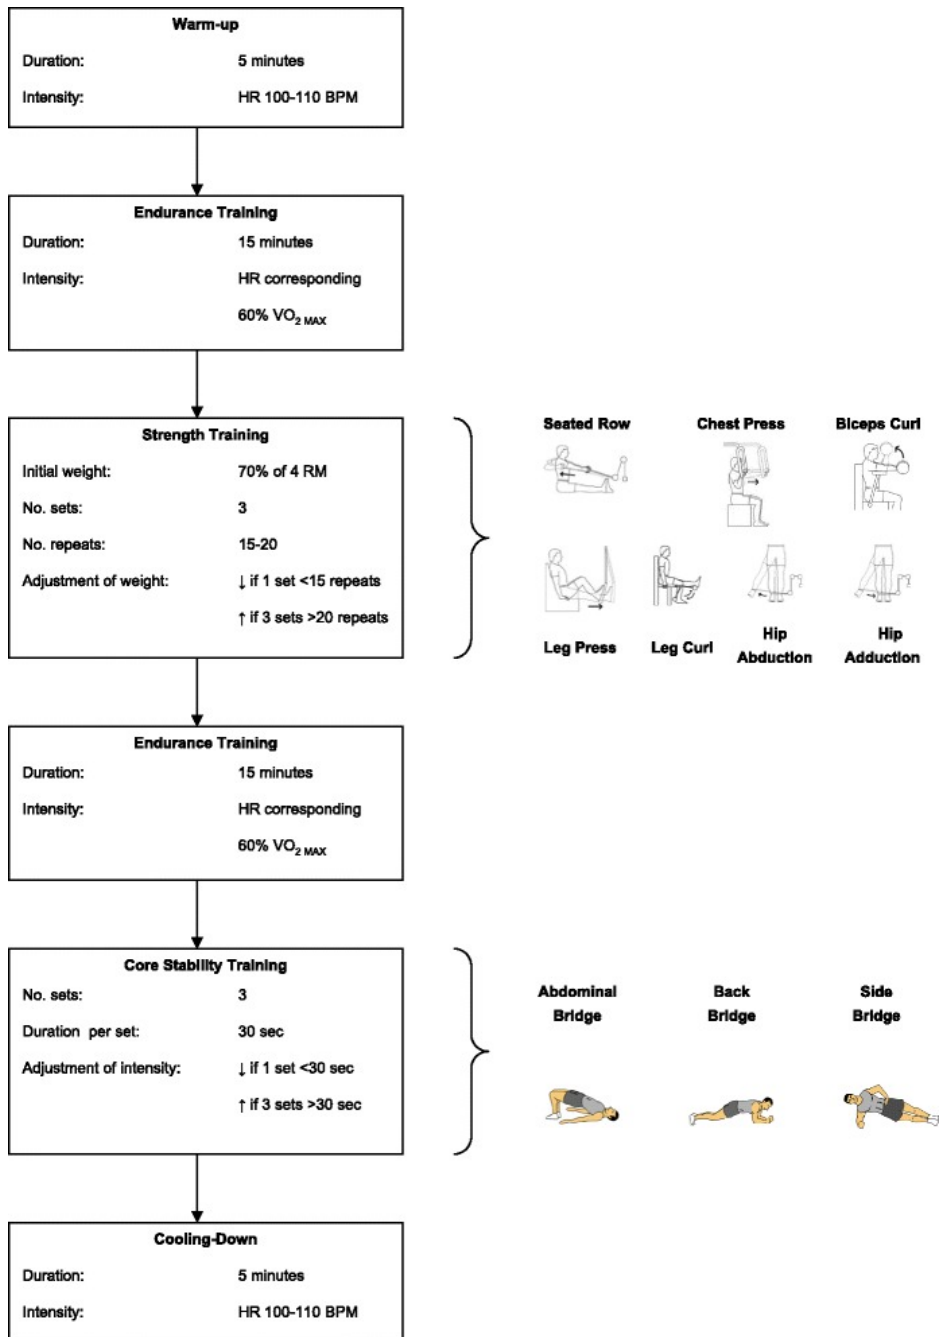 Warm-up
Duration: 5 minutes
Intensity: HR 100-110 BPM
Endurance Training
Duration: 15 minutes
Intensity: HR corresponding
60% VO2 MAX
Strength Training
Initial weight: 70% of 4 RM
No. sets: 3
No. repeats: 15-20
Adjustment of weight: ↓ if 1 set <15 repeats
↑ if 3 sets >20 repeats
Seated Row Chest Press Biceps Curl
Leg Press Leg Curl Hip Abduction Hip Adduction
Endurance Training
Duration: 15 minutes
Intensity: HR corresponding
60% VO2 MAX
Core Stability Training
No. sets: 3
Duration per set: 30 sec
Adjustment of intensity: ↓ if 1 set <30 sec
↑ if 3 sets >30 sec
Abdominal Back Side
Bridge Bridge Bridge
Cooling-Down
Duration: 5 minutes
Intensity: HR 100-110 BPM